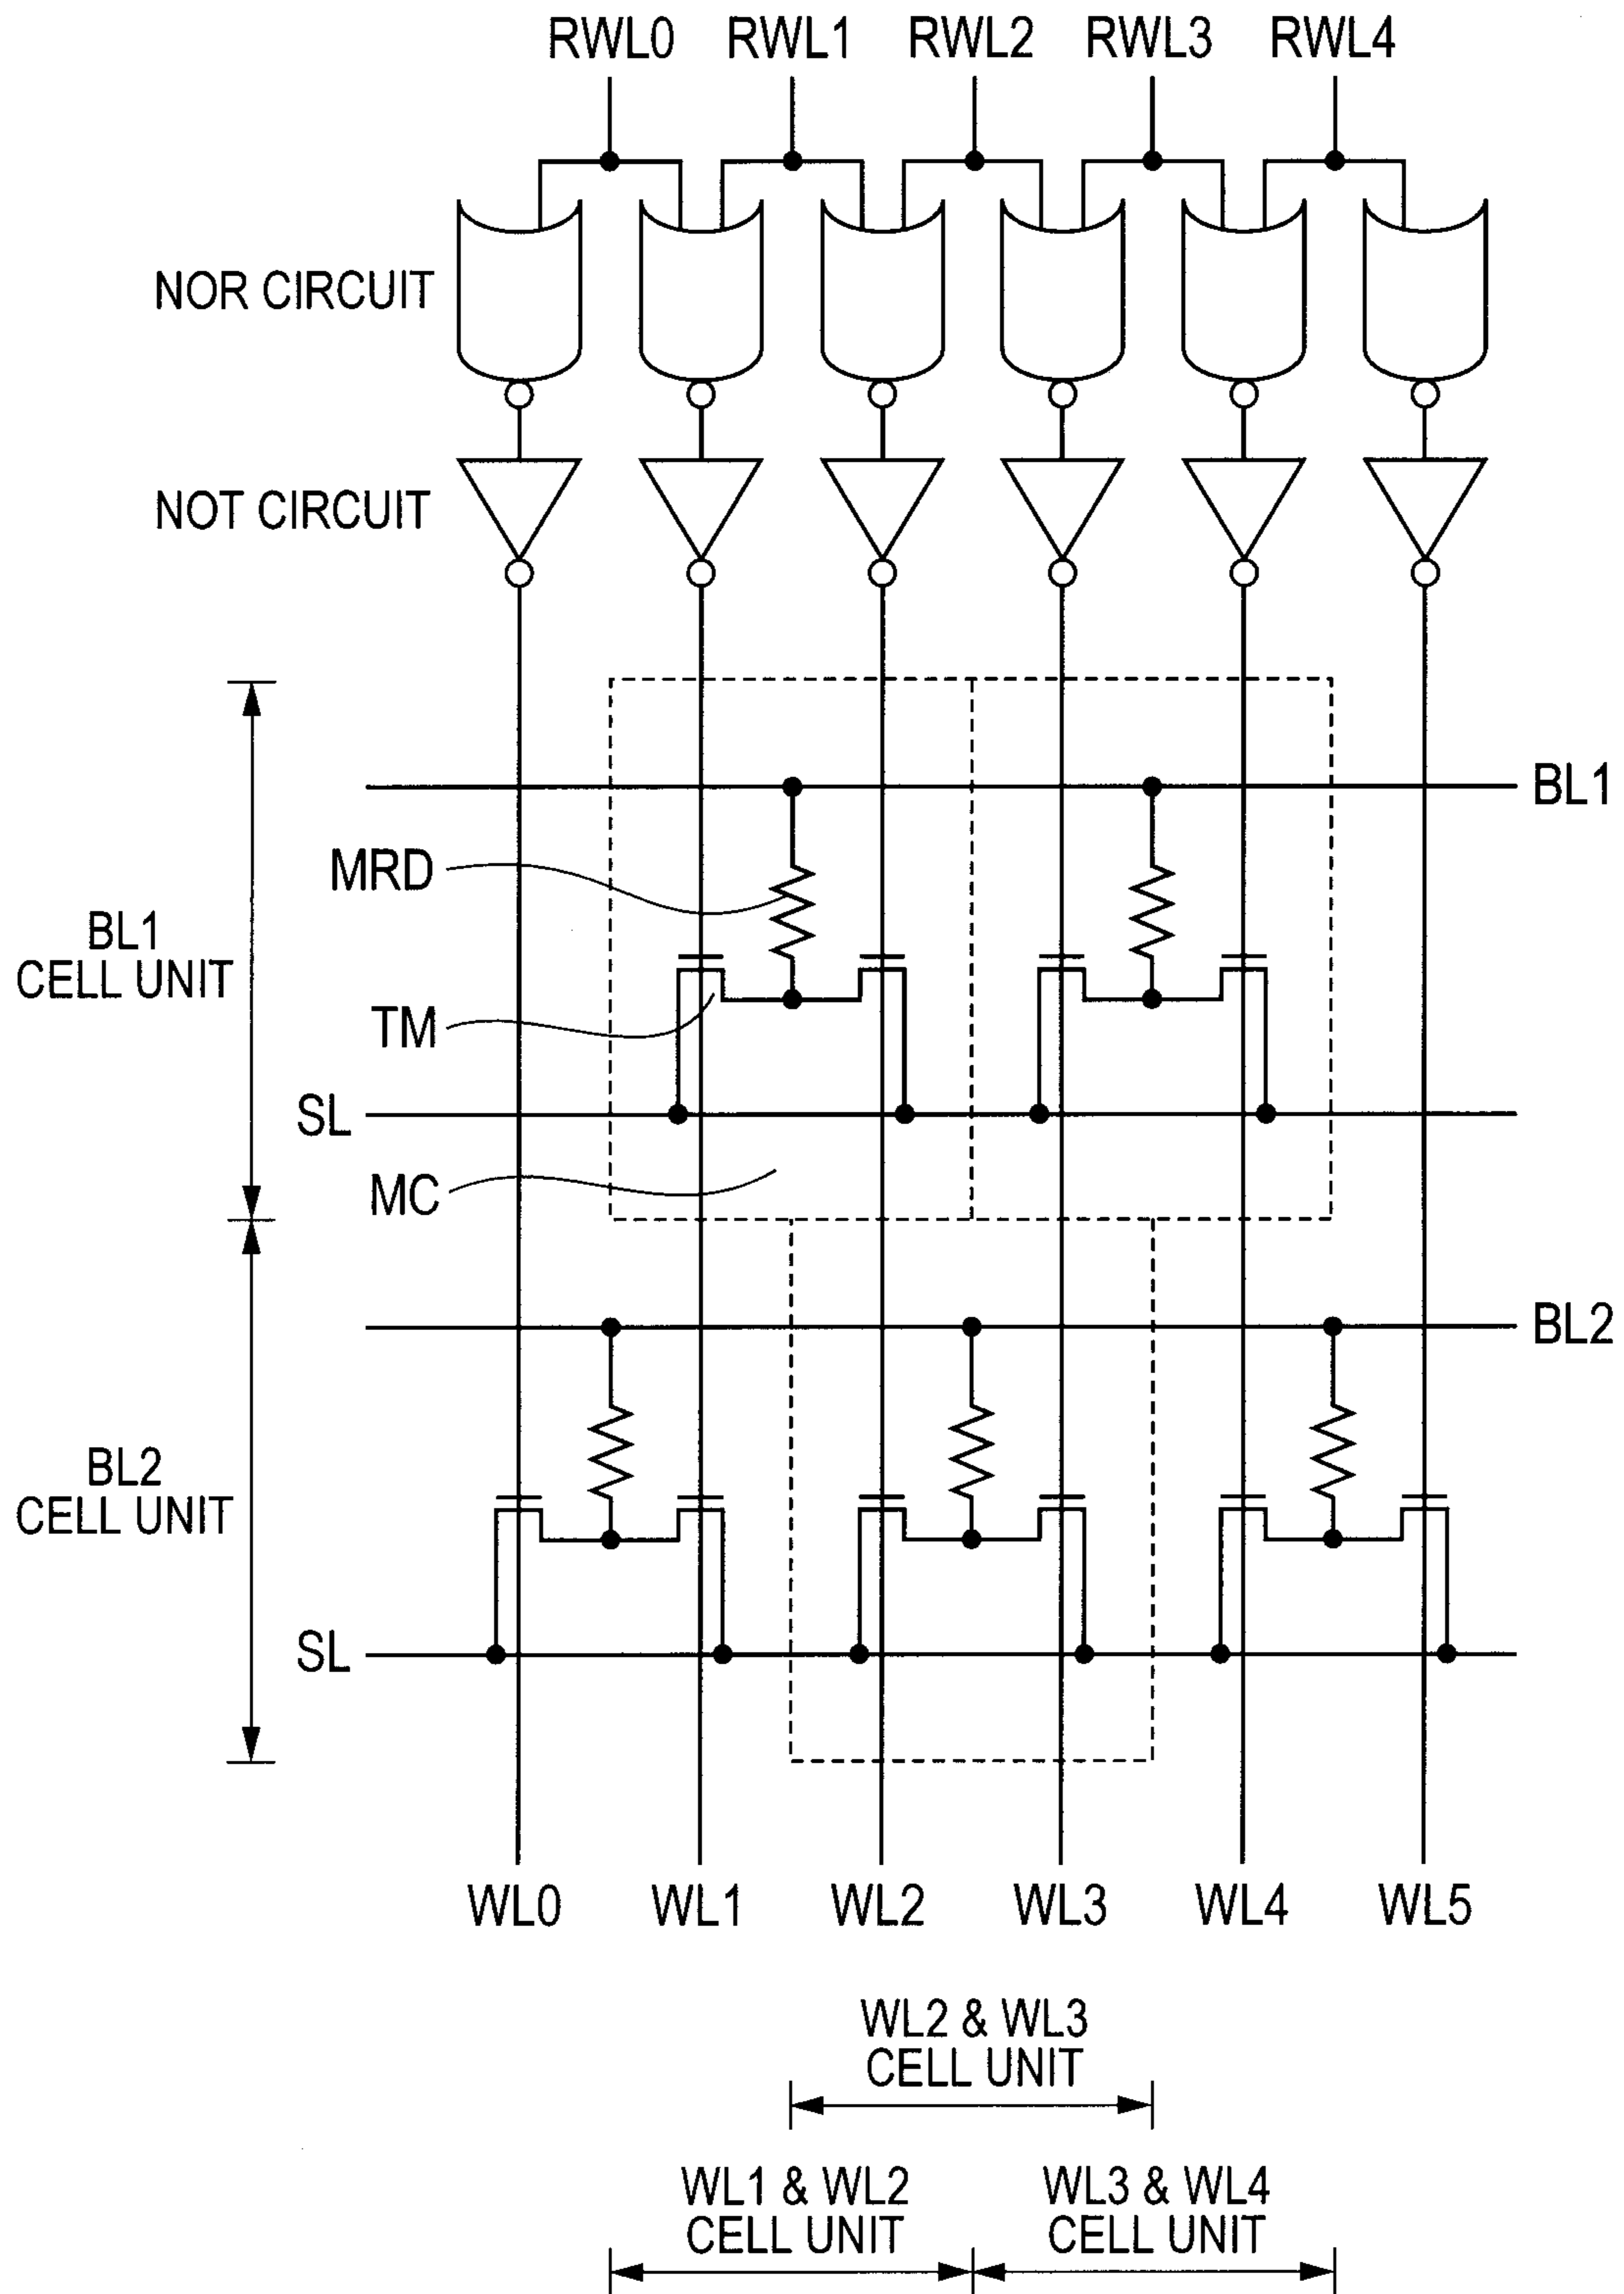 RWL0 RWL1 RWL2 RWL3 RWL4
NOR CIRCUIT
NOT CIRCUIT
BL1
MRD
BL1
CELL UNIT
TM
SL
MC
BL2
BL2
CELL UNIT
SL
WL0 WL1 WL2 WL3 WL4 WL5
WL2 & WL3
CELL UNIT
WL1 & WL2
CELL UNIT
WL3 & WL4
CELL UNIT